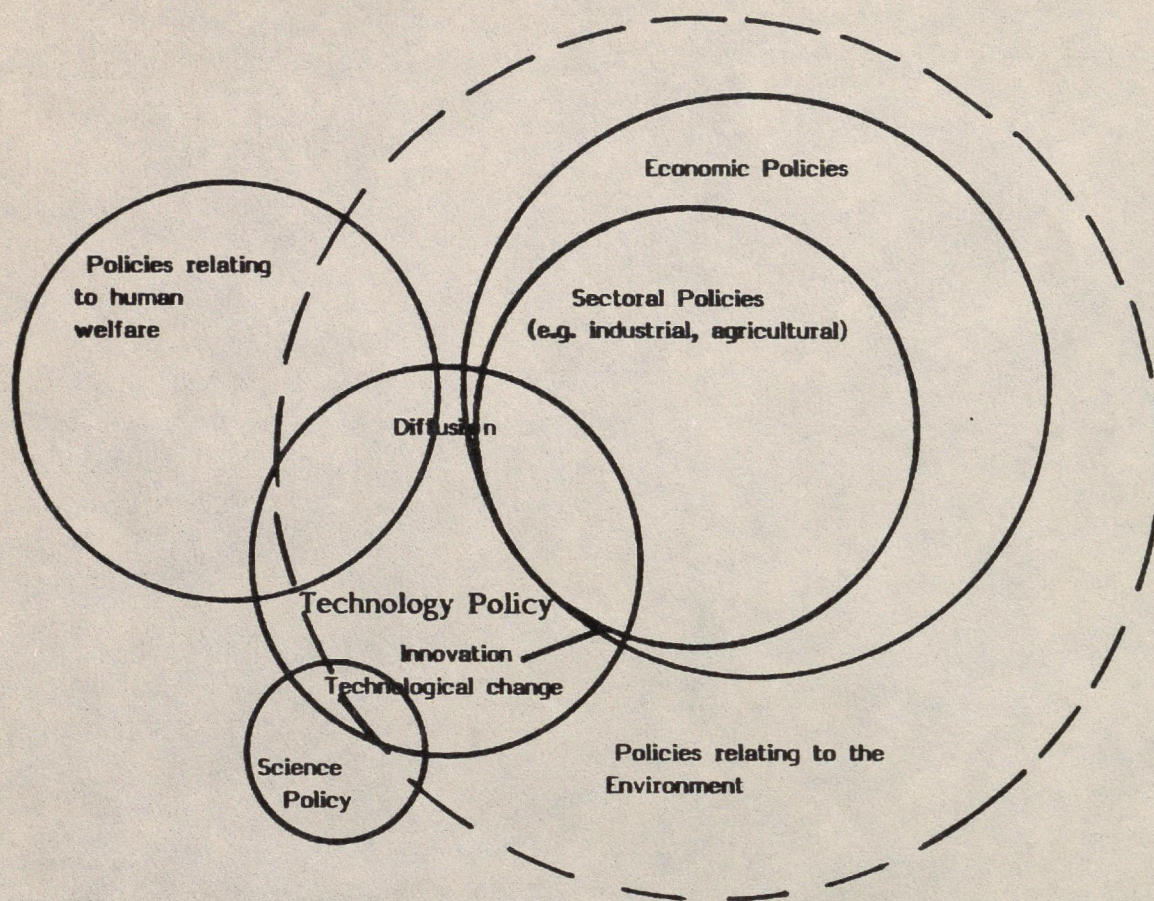 Economic Policies
Policies relating
to human
welfare
Sectoral Policies
(e.g. industrial, agricultural)
Diffusion
Technology Policy
Innovation
Technological change
Policies relating to the
Environment
Science
Policy